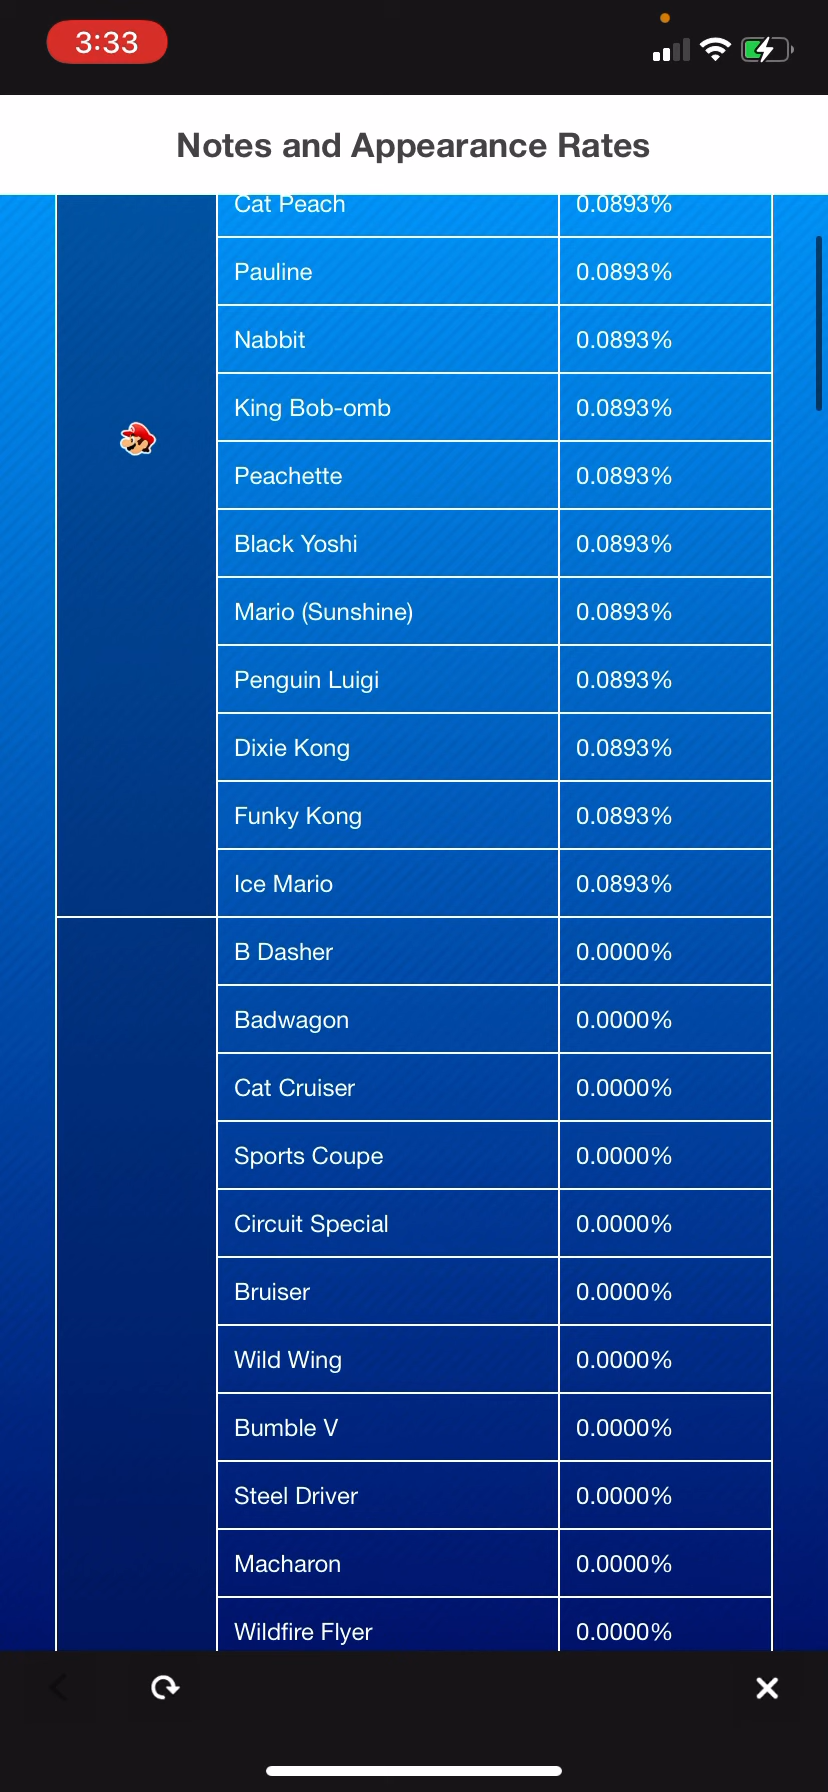 3:33
Notes and Appearance Rates
Cat Peach 0.0893%
Pauline 0.0893%
Nabbit 0.0893%
King Bob-omb 0.0893%
Peachette 0.0893%
Black Yoshi 0.0893%
Mario (Sunshine) 0.0893%
Penguin Luigi 0.0893%
Dixie Kong 0.0893%
Funky Kong 0.0893%
Ice Mario 0.0893%
B Dasher 0.0000%
Badwagon 0.0000%
Cat Cruiser 0.0000%
Sports Coupe 0.0000%
Circuit Special 0.0000%
Bruiser 0.0000%
Wild Wing 0.0000%
Bumble V 0.0000%
Steel Driver 0.0000%
Macharon 0.0000%
Wildfire Flyer 0.0000%